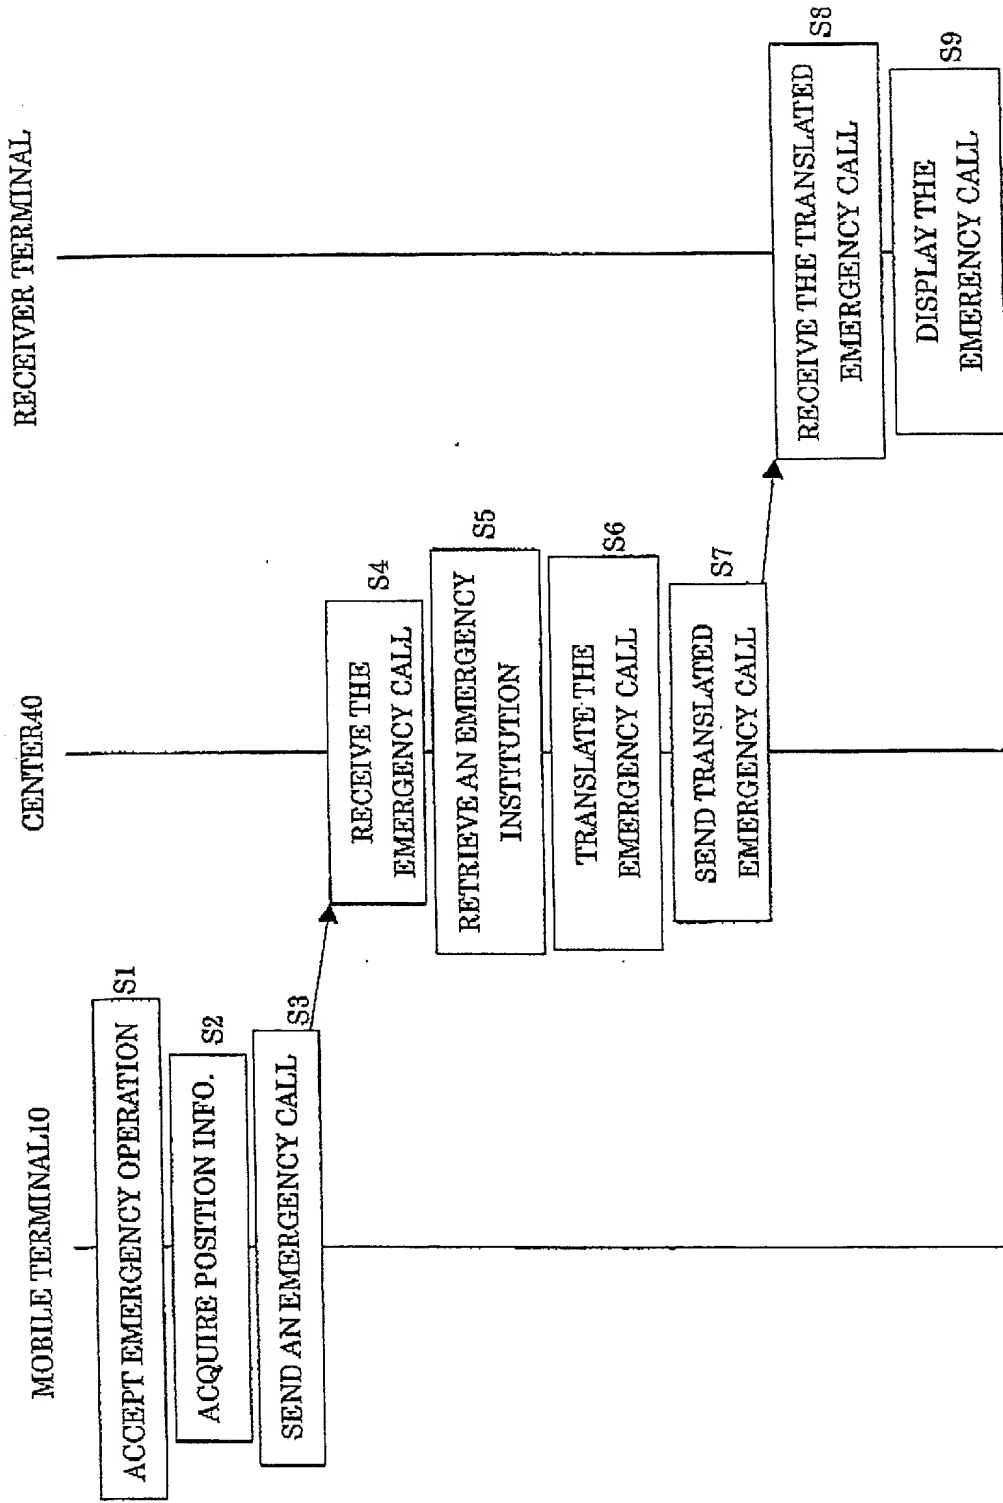 MOBILE TERMINAL10
CENTER40
RECEIVER TERMINAL
ACCEPT EMERGENCY OPERATION
S1
ACQUIRE POSITION INFO.
S2
SEND AN EMERGENCY CALL
S3
RECEIVE THE
EMERGENCY CALL
S4
RETRIEVE AN EMERGENCY
INSTITUTION
S5
TRANSLATE THE
EMERGENCY CALL
S6
SEND TRANSLATED
EMERGENCY CALL
S7
RECEIVE THE TRANSLATED
EMERGENCY CALL
S8
DISPLAY THE
EMERENCY CALL
S9